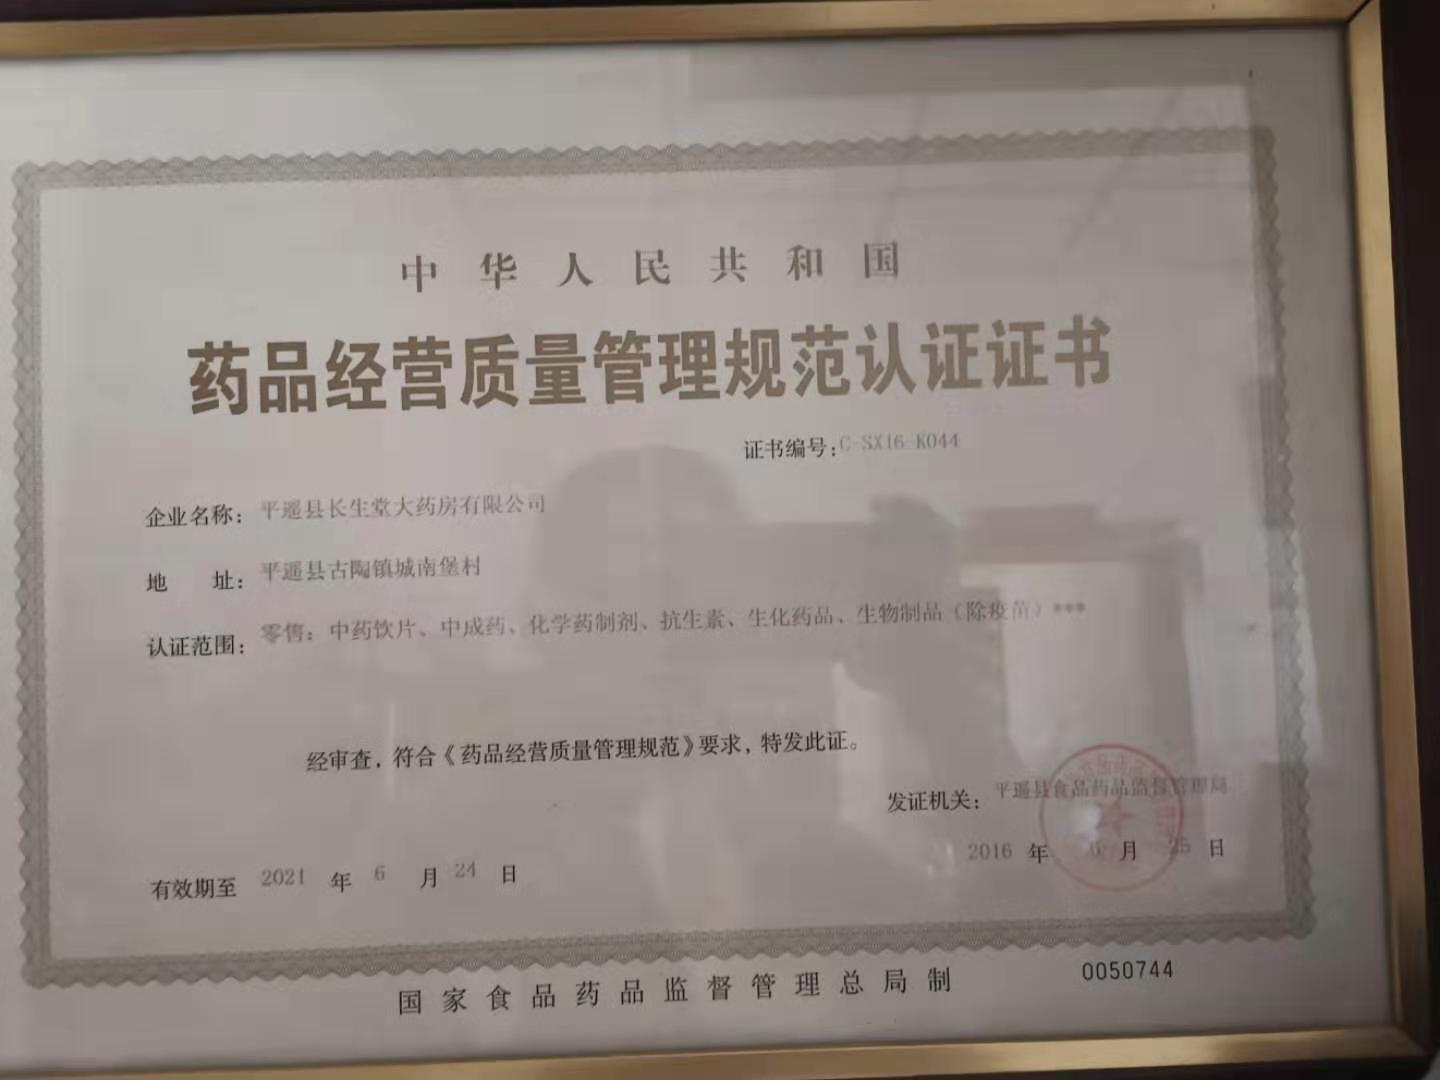 中华人民共和国
药品经营质量管理规范认证证书
证书编号：C-SX16-K044
企业名称：平遥县长生堂大药房有限公司
地 址：平遥县古陶镇城南堡村
认证范围：零售：中药饮片、中成药、化学药制剂、抗生素、生化药品、生物制品（除疫苗）***
经审查，符合《药品经营质量管理规范》要求，特发此证。
发证机关：平遥县食品药品监督管理局
2016 年 6 月 25 日
有效期至 2021 年 6 月 24 日
国家食品药品监督管理总局制
0050744